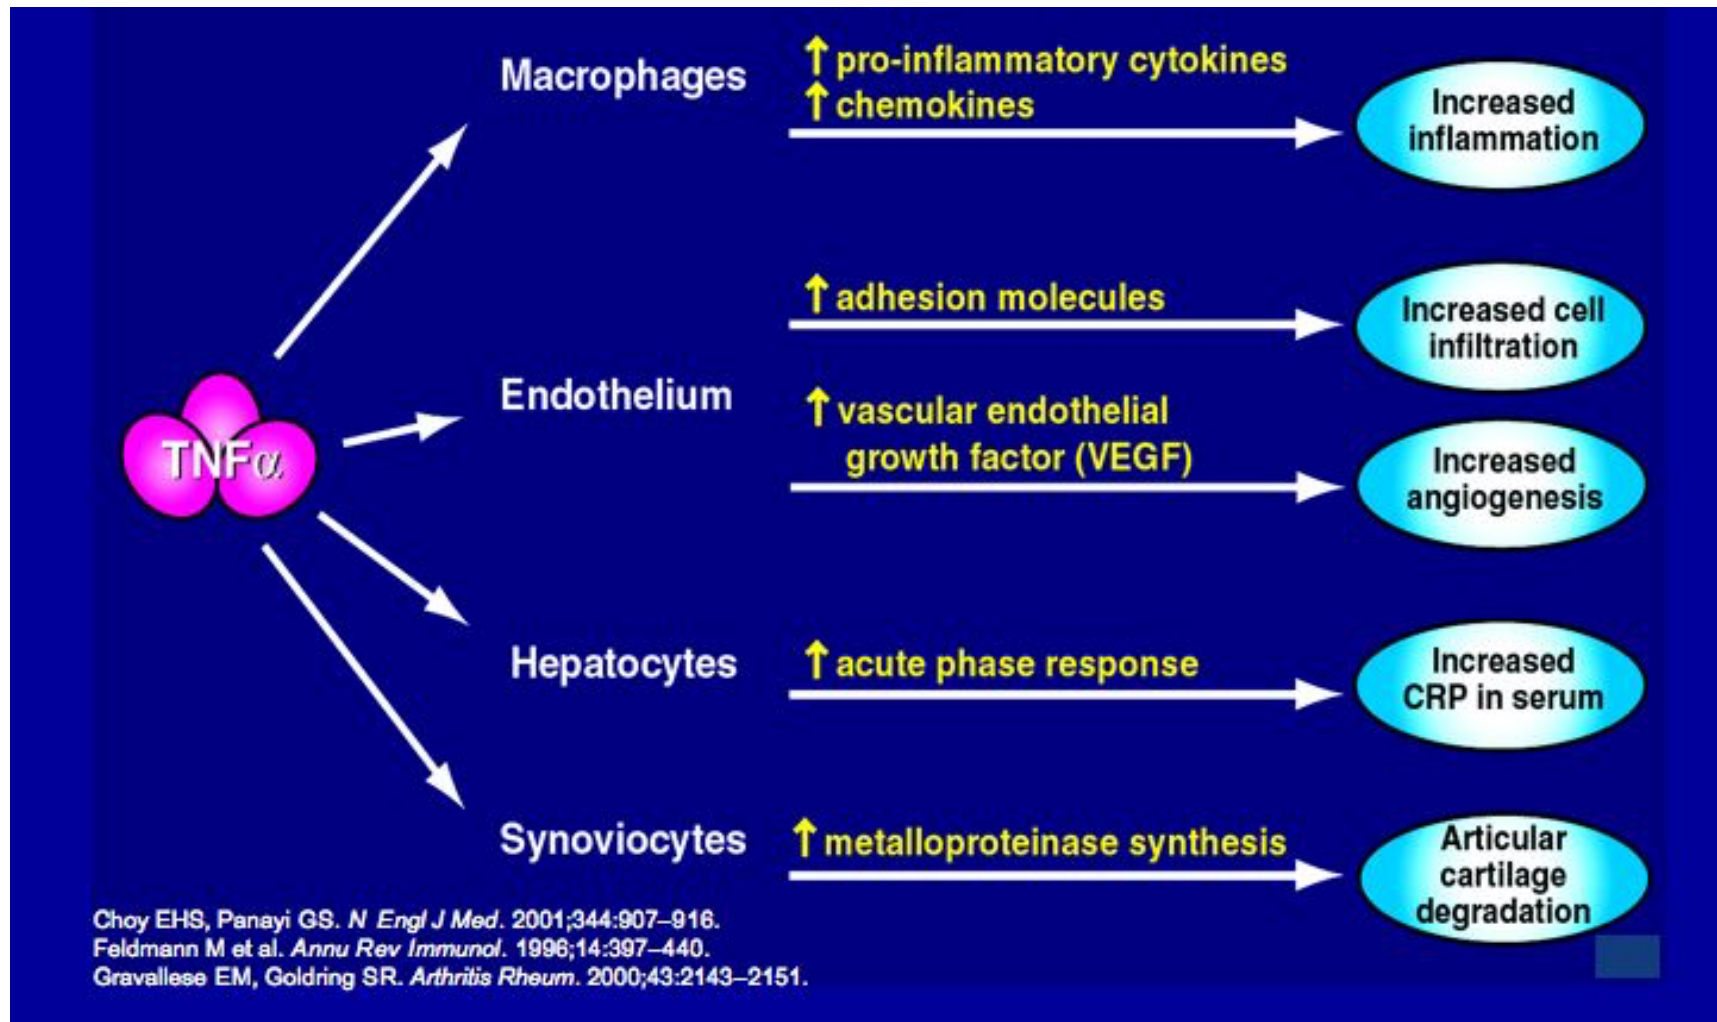 Macrophages
↑ pro-inflammatory cytokines
↑ chemokines
Increased
inflammation
↑ adhesion molecules
Increased cell
infiltration
TNFα
Endothelium
↑ vascular endothelial
growth factor (VEGF)
Increased
angiogenesis
Hepatocytes
↑ acute phase response
Increased
CRP in serum
Synoviocytes
↑ metalloproteinase synthesis
Articular
cartilage
degradation
Choy EHS, Panayi GS. N Engl J Med. 2001;344:907–916.
Feldmann M et al. Annu Rev Immunol. 1996;14:397–440.
Gravallese EM, Goldring SR. Arthritis Rheum. 2000;43:2143–2151.